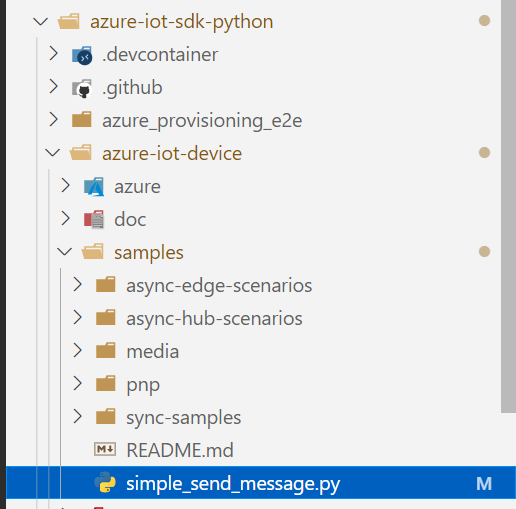 azure-iot-sdk-python
.devcontainer
.github
azure_provisioning_e2e
azure-iot-device
azure
doc
samples
async-edge-scenarios
async-hub-scenarios
media
pnp
sync-samples
README.md
simple_send_message.py M